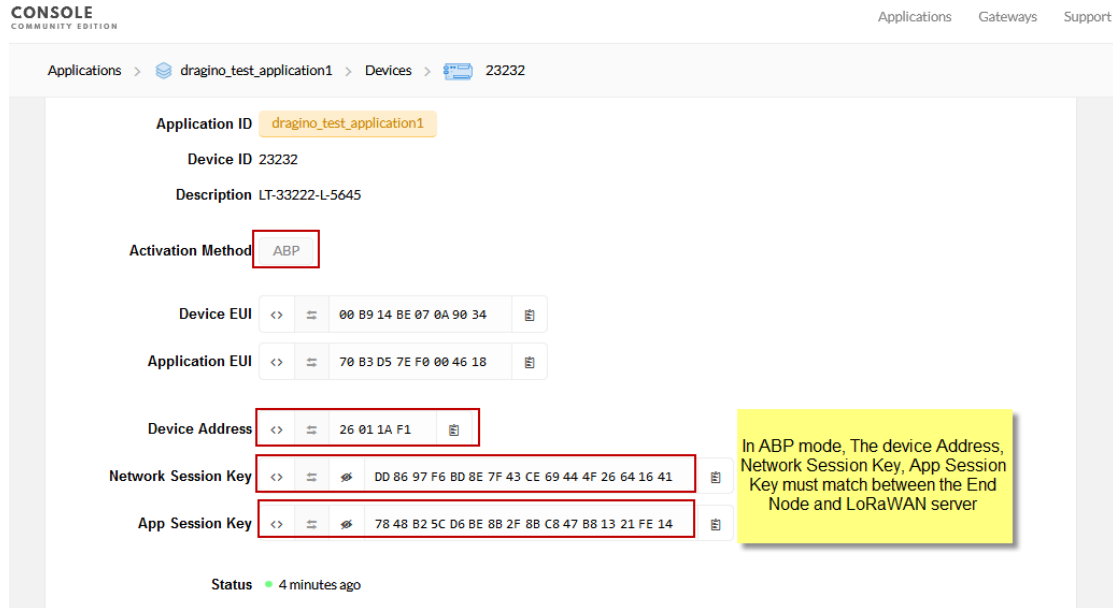 CONSOLE
COMMUNITY EDITION
Applications Gateways Support
Applications > dragino_test_application1 > Devices > 23232
Application ID dragino_test_application1
Device ID 23232
Description LT-33222-L-5645
Activation Method ABP
Device EUI <> 00 B9 14 BE 07 0A 90 34
Application EUI <> 70 B3 D5 7E F0 00 46 18
Device Address <> 26 01 1A F1
Network Session Key <> DD 86 97 F6 BD 8E 7F 43 CE 69 44 4F 26 64 16 41
App Session Key <> 78 48 B2 5C D6 BE 8B 2F 8B C8 47 B8 13 21 FE 14
In ABP mode, The device Address,
Network Session Key, App Session
Key must match between the End
Node and LoRaWAN server
Status 4 minutes ago